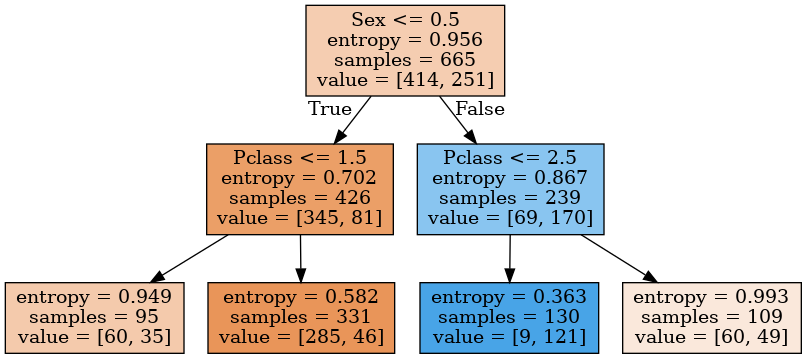 Sex <= 0.5
entropy = 0.956
samples = 665
value = [414, 251]
True
False
Pclass <= 1.5
entropy = 0.702
samples = 426
value = [345, 81]
Pclass <= 2.5
entropy = 0.867
samples = 239
value = [69, 170]
entropy = 0.949
samples = 95
value = [60, 35]
entropy = 0.582
samples = 331
value = [285, 46]
entropy = 0.363
samples = 130
value = [9, 121]
entropy = 0.993
samples = 109
value = [60, 49]